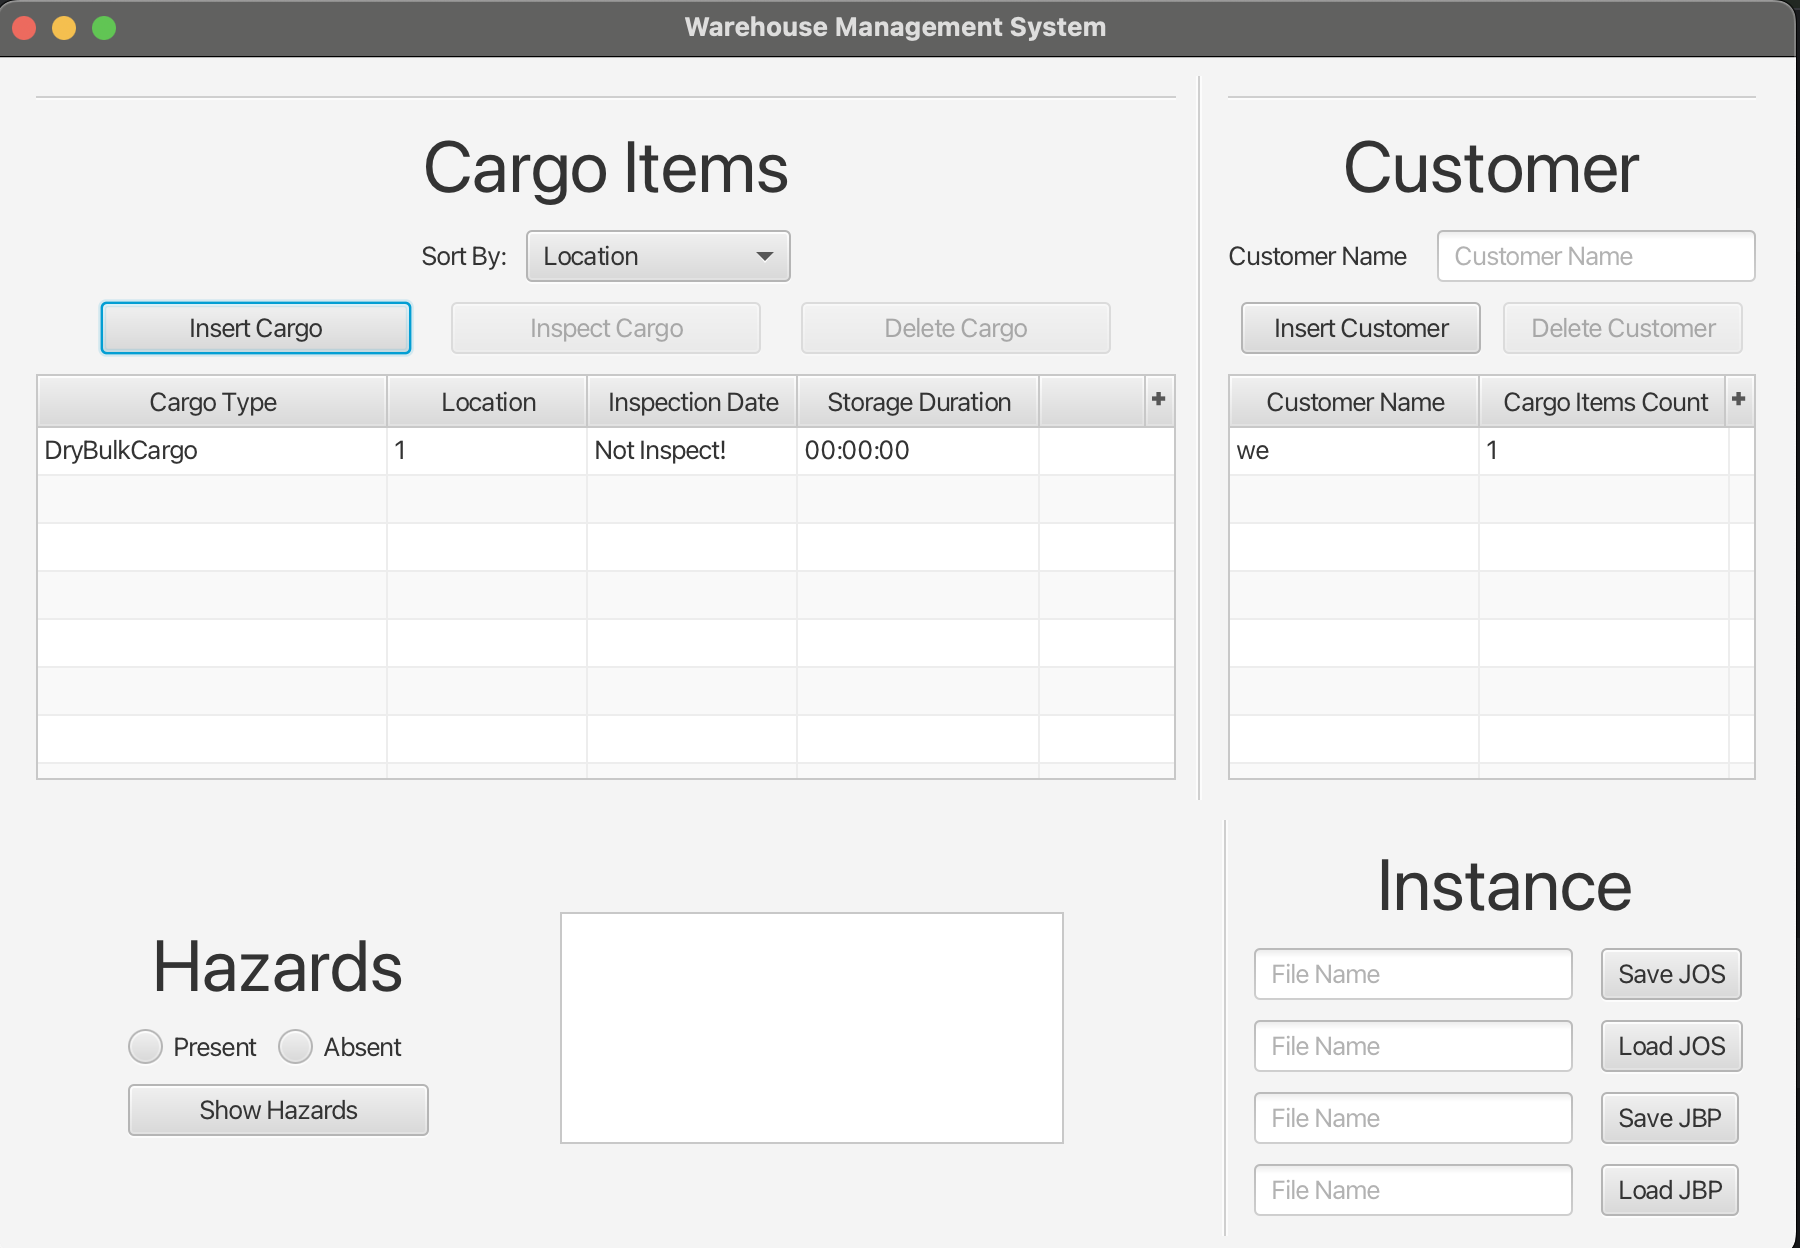 Warehouse Management System
Cargo Items
Sort By: Location
Insert Cargo Inspect Cargo Delete Cargo
Cargo Type Location Inspection Date Storage Duration +
DryBulkCargo 1 Not Inspect! 00:00:00
Customer
Customer Name Customer Name
Insert Customer Delete Customer
Customer Name Cargo Items Count +
we 1
Hazards
Present Absent
Show Hazards
Instance
File Name Save JOS
File Name Load JOS
File Name Save JBP
File Name Load JBP